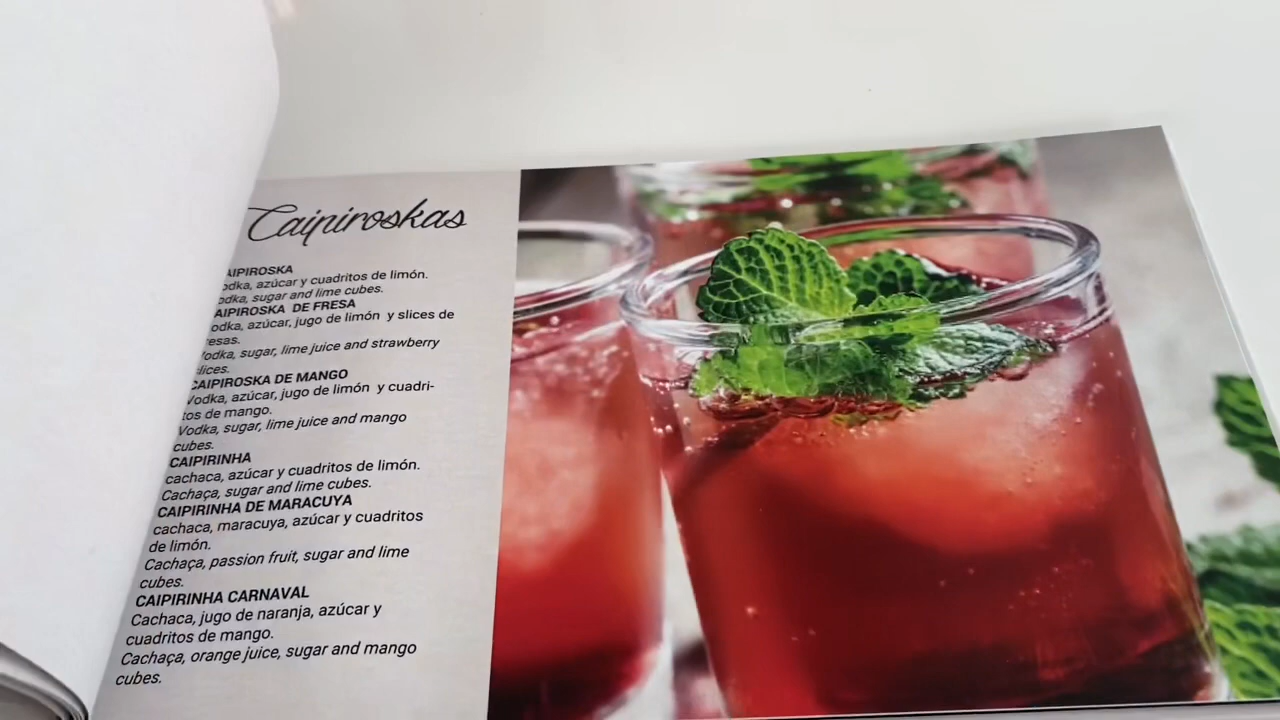 Caipiroskas
AIPIROSKA
odka, azúcar y cuadritos de limón.
odka, sugar and lime cubes.
AIPIROSKA DE FRESA
odka, azúcar, jugo de limón y slices de
esas.
Vodka, sugar, lime juice and strawberry
lices.
CAIPIROSKA DE MANGO
Vodka, azúcar, jugo de limón y cuadri-
tos de mango.
Vodka, sugar, lime juice and mango
cubes.
CAIPIRINHA
cachaca, azúcar y cuadritos de limón.
Cachaça, sugar and lime cubes.
CAIPIRINHA DE MARACUYA
cachaca, maracuya, azúcar y cuadritos
de limón.
Cachaça, passion fruit, sugar and lime
cubes.
CAIPIRINHA CARNAVAL
Cachaca, jugo de naranja, azúcar y
cuadritos de mango.
Cachaça, orange juice, sugar and mango
cubes.